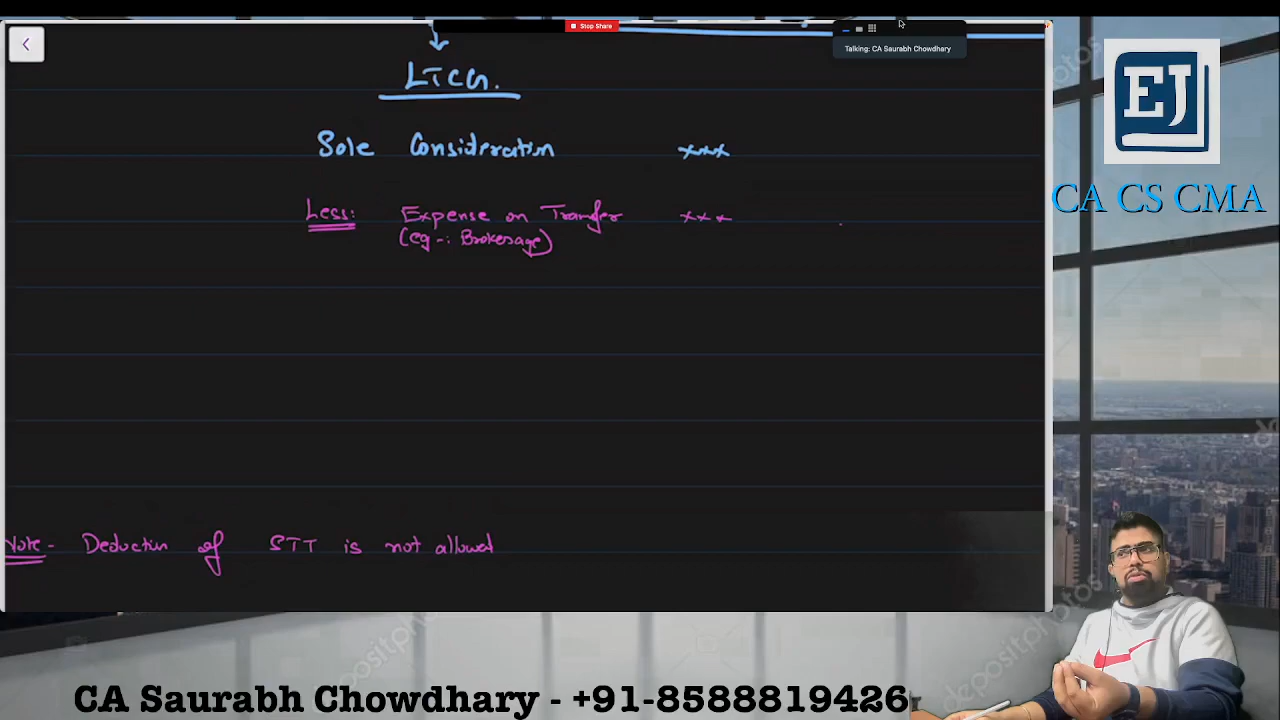 Stop Share
Talking: CA Saurabh Chowdhary
LTCG.
Sale Consideration xxx
Less: Expense on Transfer xxx
(eg-: Brokerage)
Note - Deduction of STT is not allowed
EJ
CA CS CMA
depositphotos
CA Saurabh Chowdhary - +91-8588819426